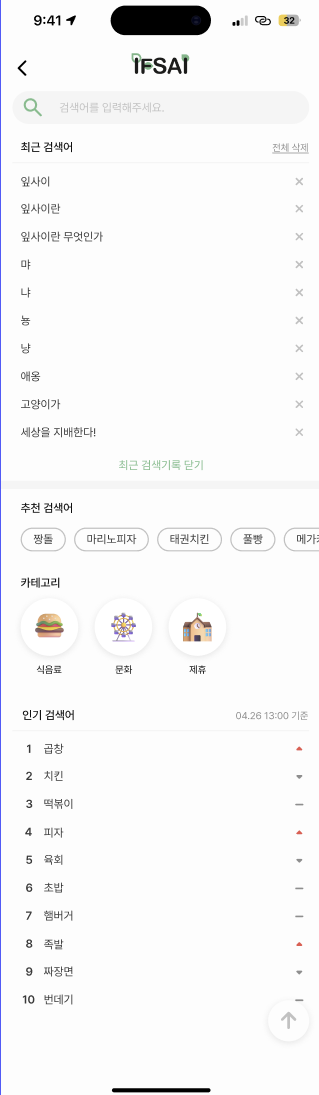 9:41
32
IFSAI
검색어를 입력해주세요.
최근 검색어 전체 삭제
잎사이
잎사이란
잎사이란 무엇인가
먀
냐
뇽
냥
애옹
고양이가
세상을 지배한다!
최근 검색기록 닫기
추천 검색어
짱돌 마리노피자 태권치킨 풀빵
카테고리
식음료 문화 제휴
인기 검색어 04.26 13:00 기준
1 곱창
2 치킨
3 떡볶이
4 피자
5 육회
6 초밥
7 햄버거
8 족발
9 짜장면
10 번데기